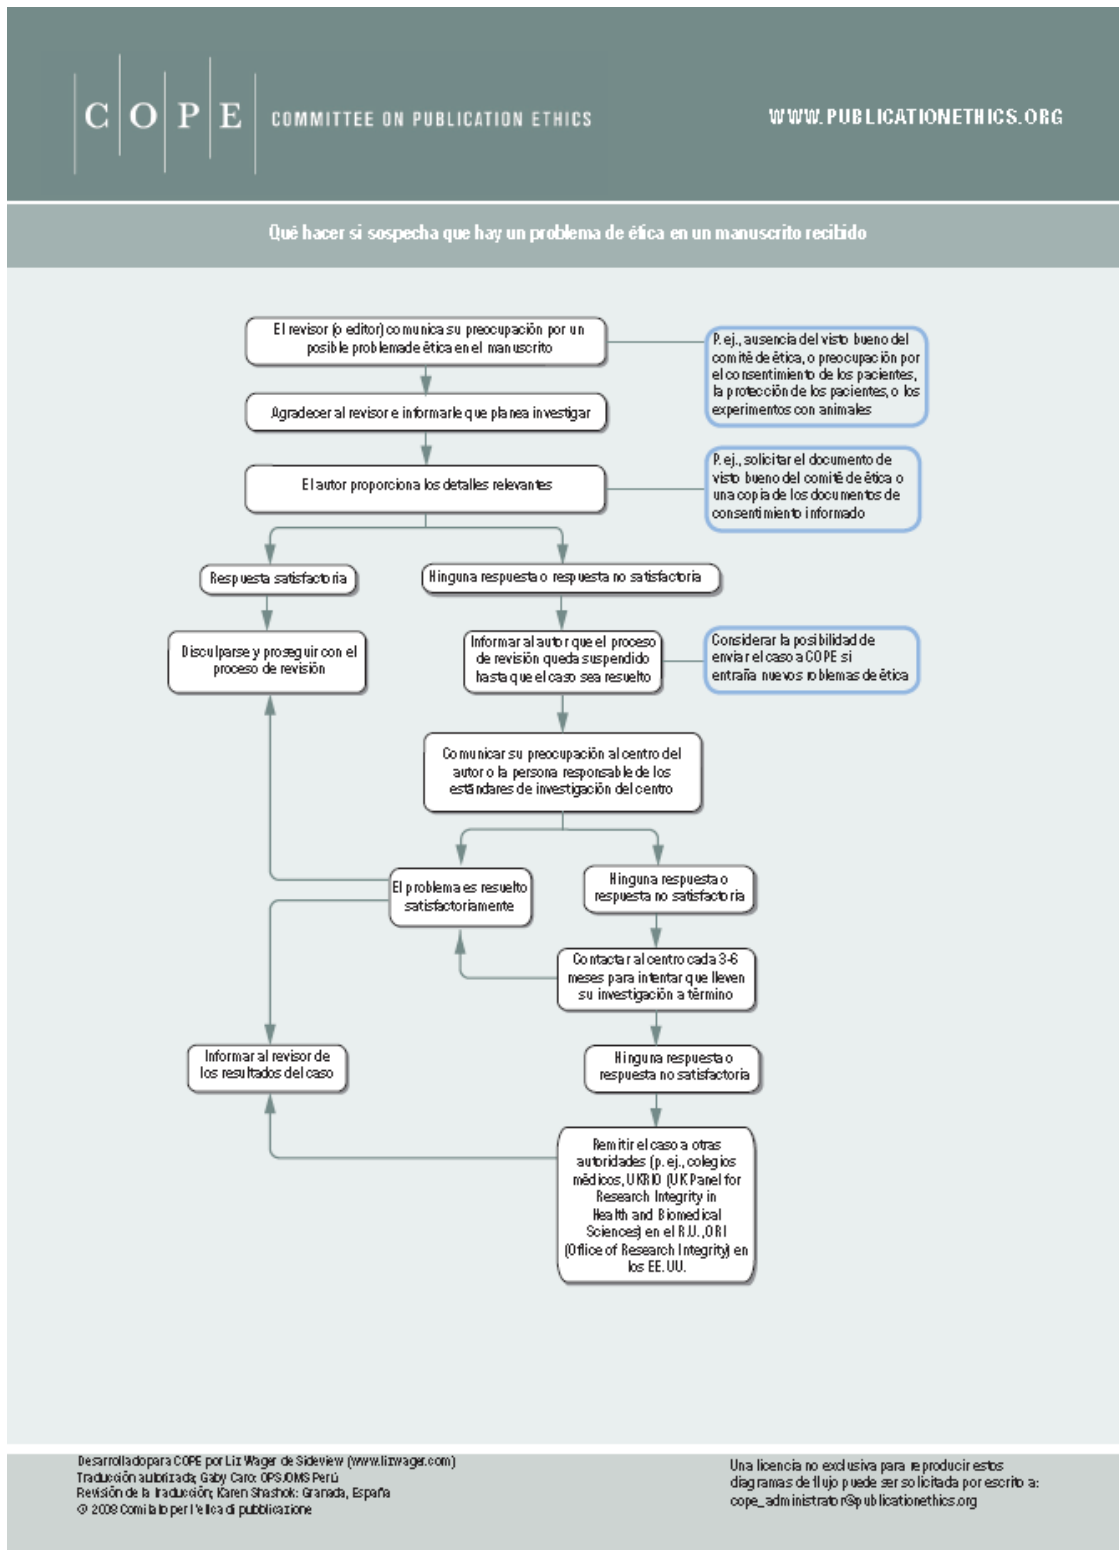 COPE COMMITTEE ON PUBLICATION ETHICS
WWW.PUBLICATIONETHICS.ORG
Qué hacer si sospecha que hay un problema de ética en un manuscrito recibido
El revisor (o editor) comunica su preocupación por un
posible problemade ética en el manuscrito
P. ej., ausencia del visto bueno del
comité de ética, o preocupación por
el consentimiento de los pacientes,
la protección de los pacientes, o los
experimentos con animales
Agradecer al revisor e informarle que planea investigar
El autor proporciona los detalles relevantes
P. ej., solicitar el documento de
visto bueno del comité de ética o
una copia de los documentos de
consentimiento informado
Respuesta satisfactoria
Ninguna respuesta o respuesta no satisfactoria
Disculparse y proseguir con el
proceso de revisión
Informar al autor que el proceso
de revisión queda suspendido
hasta que el caso sea resuelto
Considerar la posibilidad de
enviar el caso a COPE si
entraña nuevos roblemas de ética
Comunicar su preocupación al centro del
autor o la persona responsable de los
estándares de investigación del centro
El problema es resuelto
satisfactoriamente
Ninguna respuesta o
respuesta no satisfactoria
Contactar al centro cada 3-6
meses para intentar que lleven
su investigación a término
Informar al revisor de
los resultados del caso
Ninguna respuesta o
respuesta no satisfactoria
Remitir el caso a otras
autoridades (p. ej., colegios
médicos, UKRIO (UK Panel for
Research Integrity in
Health and Biomedical
Sciences) en el R.U., ORI
(Office of Research Integrity) en
los EE. UU.
Desarrolladopara COPE por Liz Wager de Sideview (www.lizwager.com)
Traducción autorizada; Gaby Caro: OPS/OMS Perú
Revisión de la traducción; Karen Shashok: Granada, España
© 2008 Comitato per l'etica di pubblicazione
Una licencia no exclusiva para reproducir estos
diagramas de flujo puede ser solicitada por escrito a:
cope_administrator@publicationethics.org